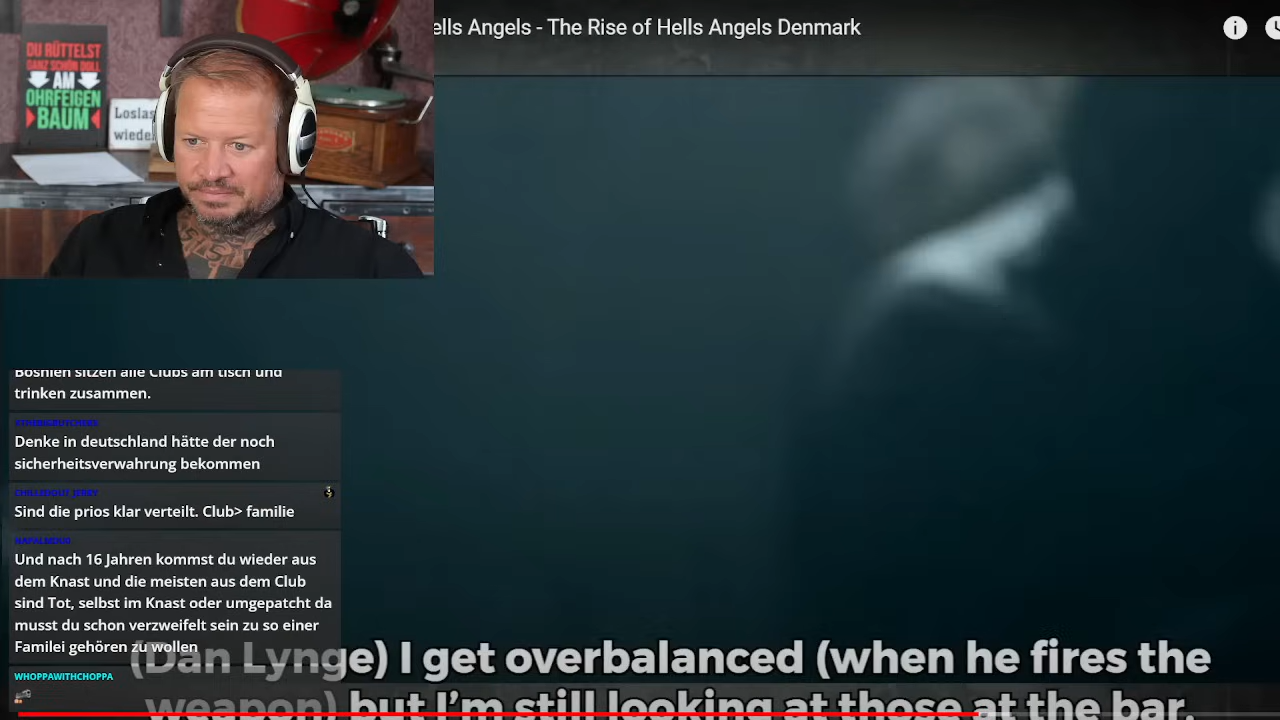 ells Angels - The Rise of Hells Angels Denmark
DU RÜTTELST
GANZ SCHÖN DOLL
AM
OHRFEIGEN
BAUM
Loslas
wiede
Bosnien sitzen alle Clubs am tisch und
trinken zusammen.
Denke in deutschland hätte der noch
sicherheitsverwahrung bekommen
Sind die prios klar verteilt. Club> familie
Und nach 16 Jahren kommst du wieder aus
dem Knast und die meisten aus dem Club
sind Tot, selbst im Knast oder umgepatcht da
musst du schon verzweifelt sein zu so einer
Familei gehören zu wollen
WHOPPAWITHCHOPPA
(Dan Lynge) I get overbalanced (when he fires the
weapon) but I'm still looking at those at the bar